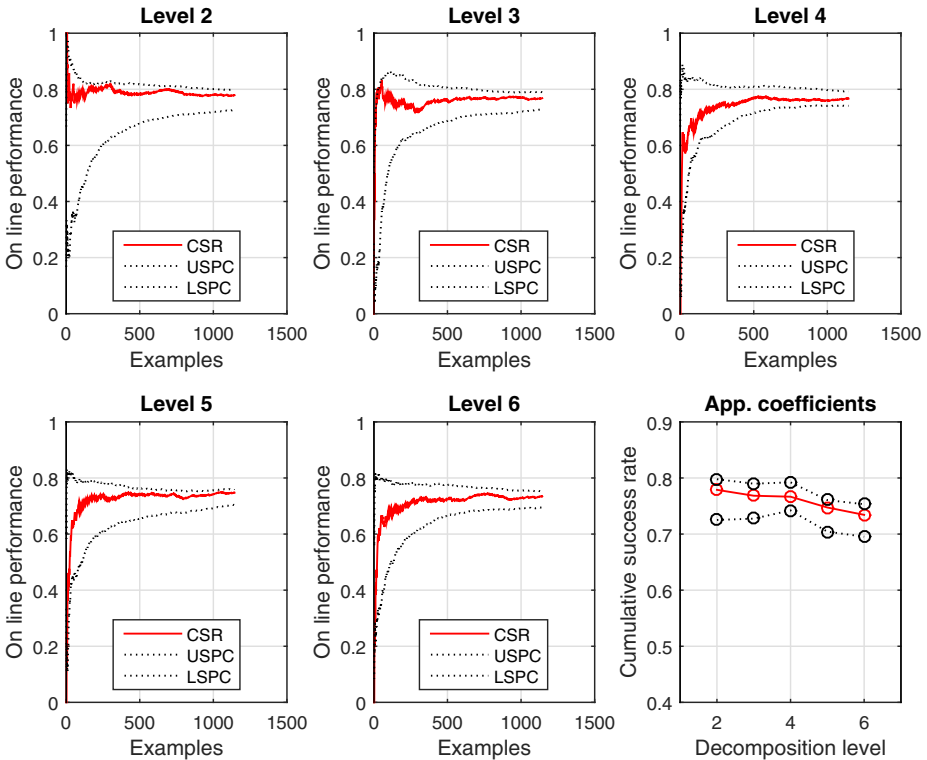 Level 2
1
0.8
0.6
0.4
0.2
0
On line performance
CSR
USPC
LSPC
0 500 1000 1500
Examples
Level 3
1
0.8
0.6
0.4
0.2
0
On line performance
CSR
USPC
LSPC
0 500 1000 1500
Examples
Level 4
1
0.8
0.6
0.4
0.2
0
On line performance
CSR
USPC
LSPC
0 500 1000 1500
Examples
Level 5
1
0.8
0.6
0.4
0.2
0
On line performance
CSR
USPC
LSPC
0 500 1000 1500
Examples
Level 6
1
0.8
0.6
0.4
0.2
0
On line performance
CSR
USPC
LSPC
0 500 1000 1500
Examples
App. coefficients
0.9
0.8
0.7
0.6
0.5
0.4
Cumulative success rate
2 4 6
Decomposition level